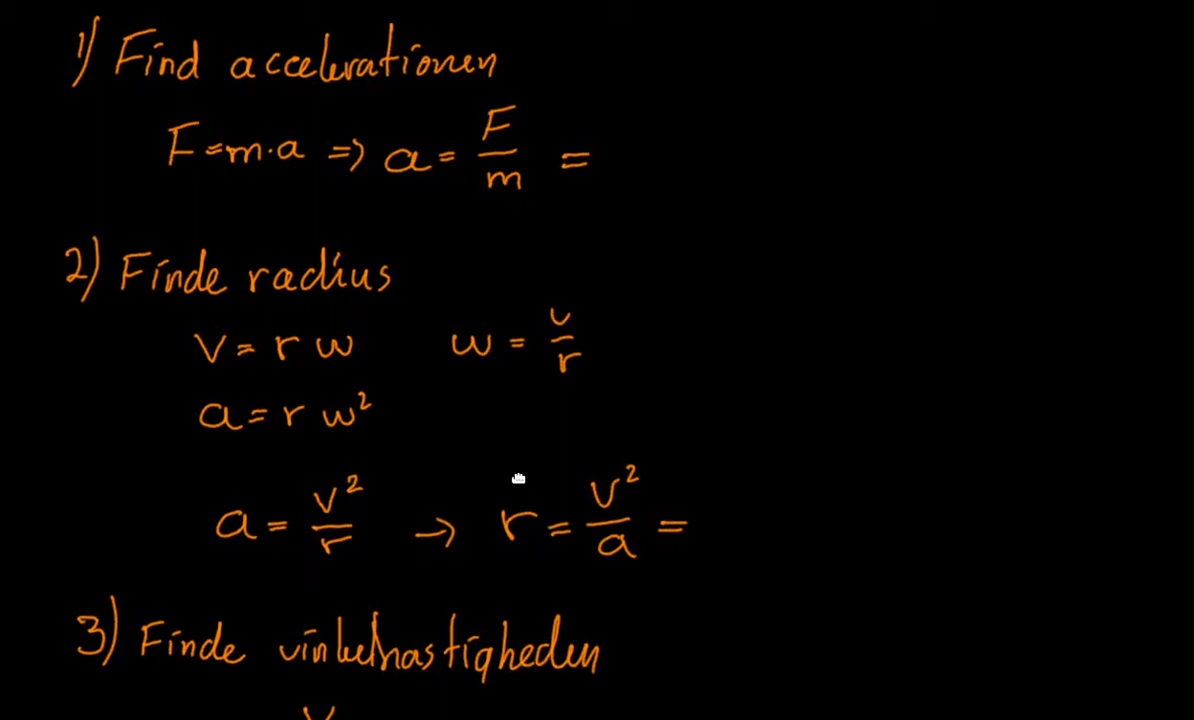 1) Find accelerationen
F=m·a => a = F/m =
2) Finde radius
v = r w w = v/r
a = r w²
a = v²/r → r = v²/a =
3) Finde vinkelhastigheden
v